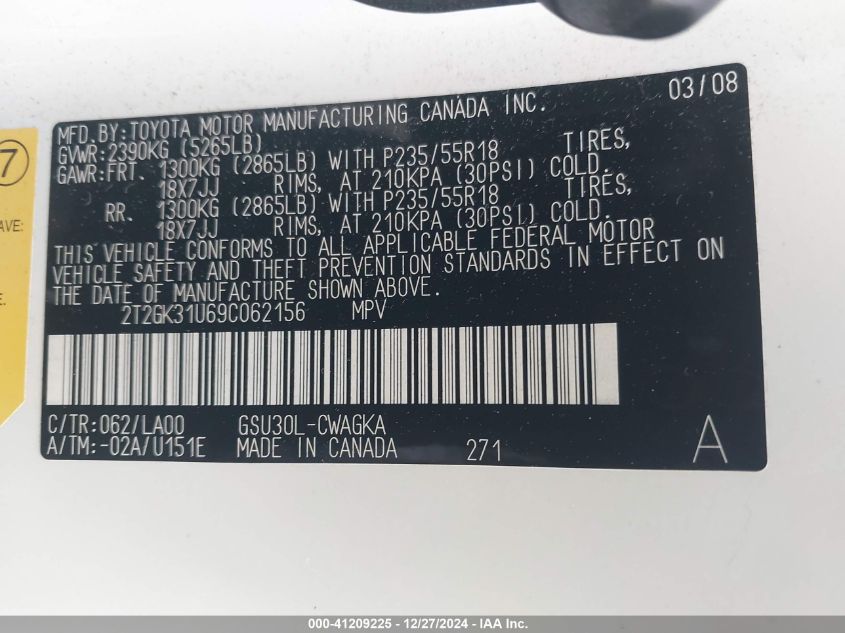 03/08
MFD.BY:TOYOTA MOTOR MANUFACTURING CANADA INC.
GVWR:2390KG (5265LB)
GAWR:FRT. 1300KG (2865LB) WITH P235/55R18 TIRES,
18X7JJ RIMS, AT 210KPA (30PSI) COLD.
RR. 1300KG (2865LB) WITH P235/55R18 TIRES,
18X7JJ RIMS, AT 210KPA (30PSI) COLD.
THIS VEHICLE CONFORMS TO ALL APPLICABLE FEDERAL MOTOR
VEHICLE SAFETY AND THEFT PREVENTION STANDARDS IN EFFECT ON
THE DATE OF MANUFACTURE SHOWN ABOVE.
2T2GK31U69C062156 MPV
C/TR:062/LA00 GSU30L-CWAGKA
A/TM:-02A/U151E MADE IN CANADA 271 A
7
AVE:
E.
000-41209225 - 12/27/2024 - IAA Inc.